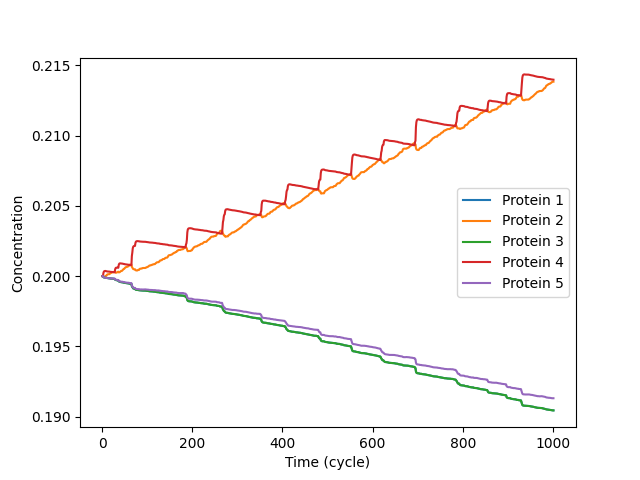 0.215
0.210
0.205
0.200
0.195
0.190
Concentration
0
200
400
600
800
1000
Time (cycle)
Protein 1
Protein 2
Protein 3
Protein 4
Protein 5